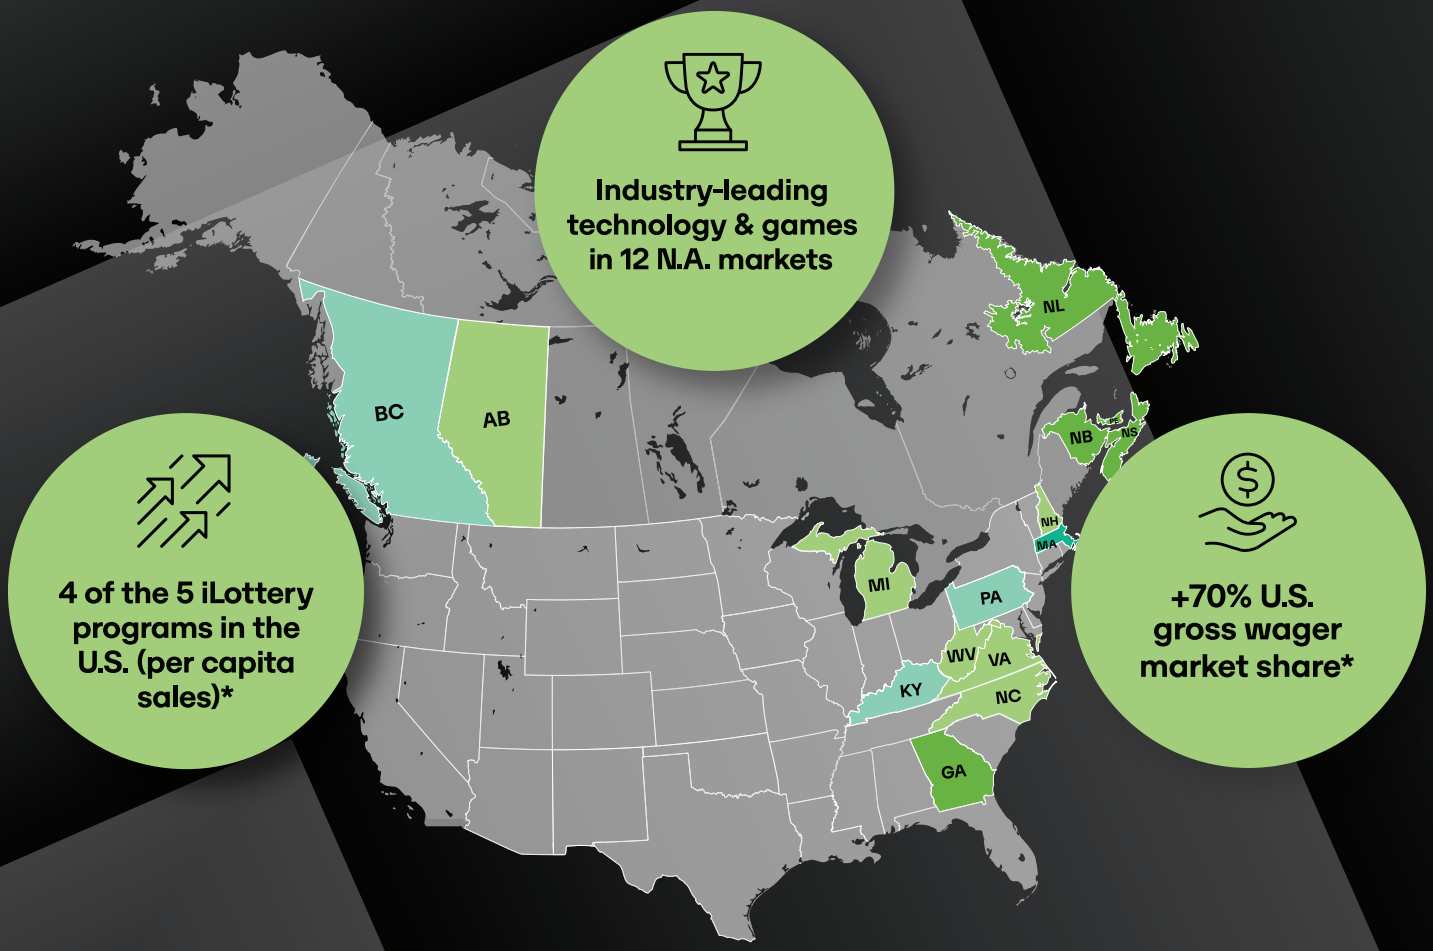 Industry-leading
technology & games
in 12 N.A. markets
NL
BC
AB
NB
PE
NS
4 of the 5 iLottery
programs in the
U.S. (per capita
sales)*
+70% U.S.
gross wager
market share*
NH
MA
MI
PA
WV
VA
KY
NC
GA